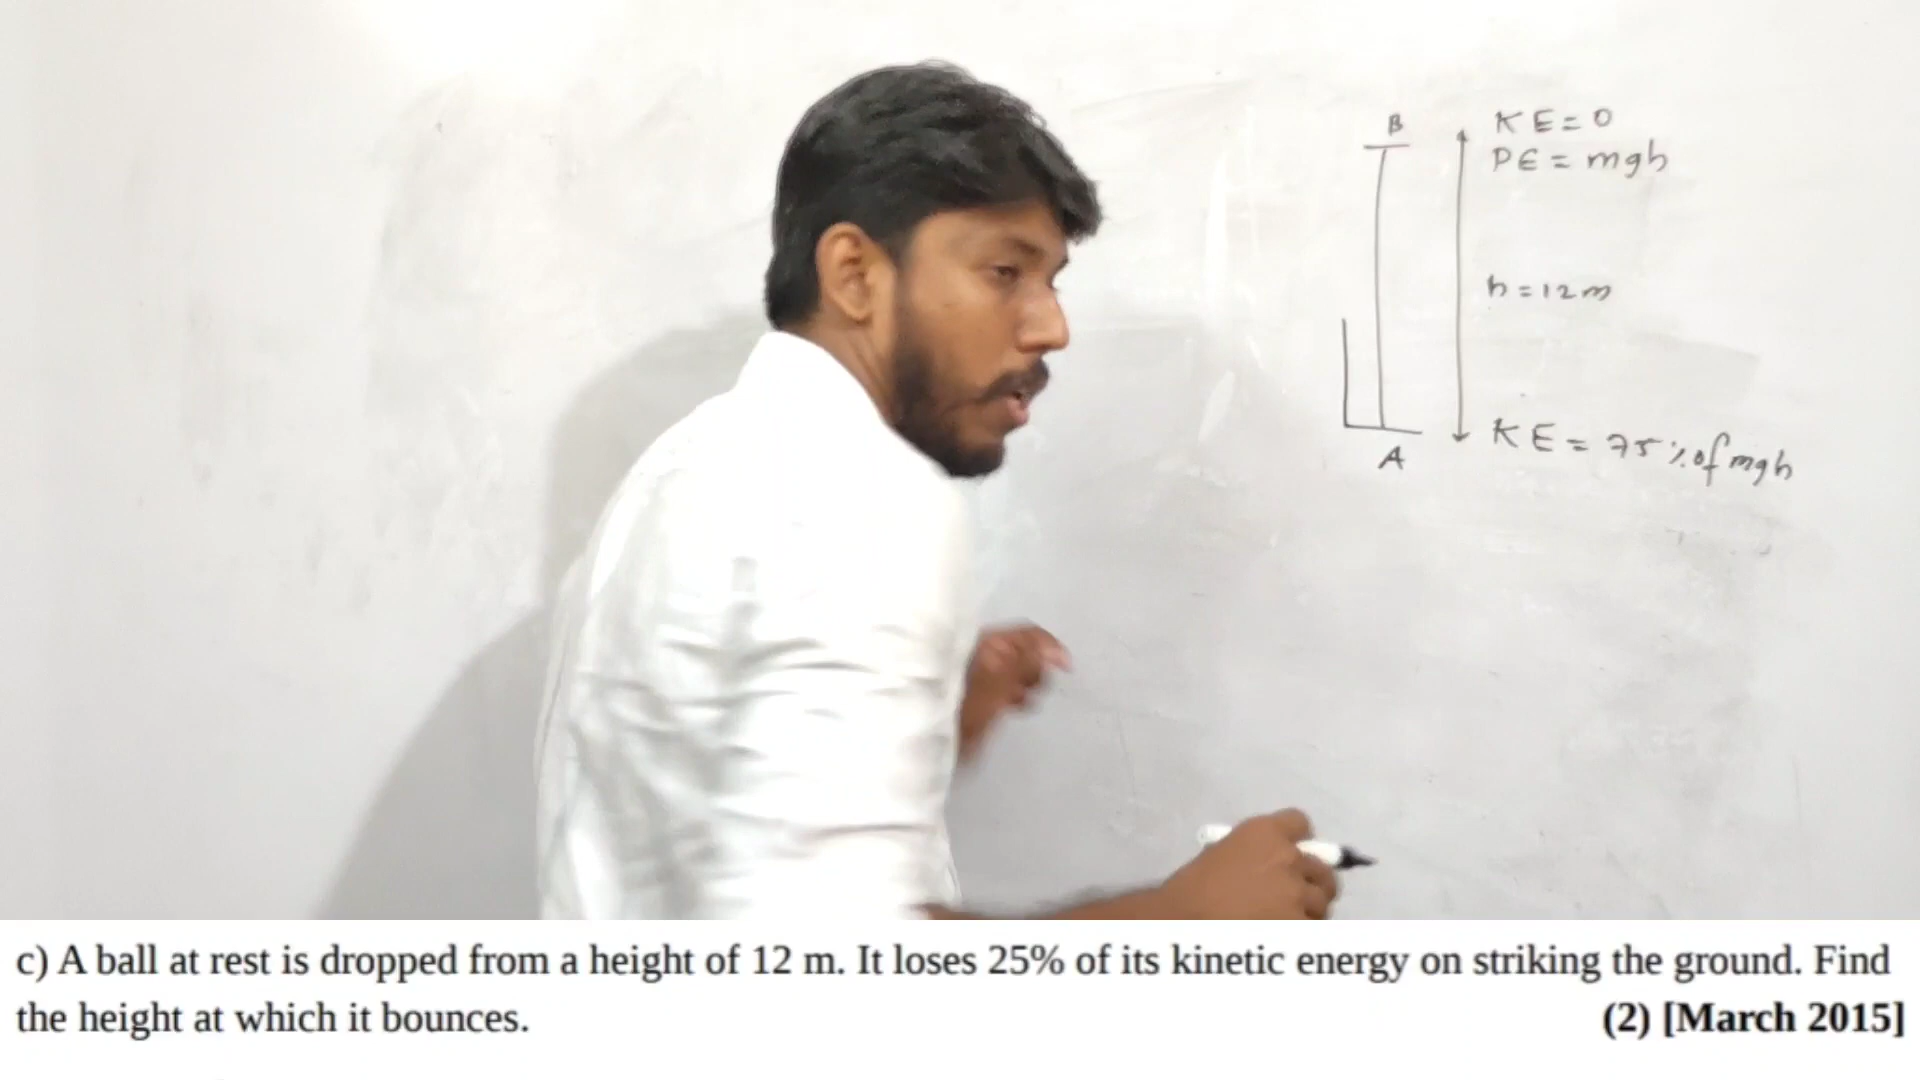 B
KE=0
PE = mgh
h = 12m
KE = 75% of mgh
A
c) A ball at rest is dropped from a height of 12 m. It loses 25% of its kinetic energy on striking the ground. Find
the height at which it bounces.
(2) [March 2015]